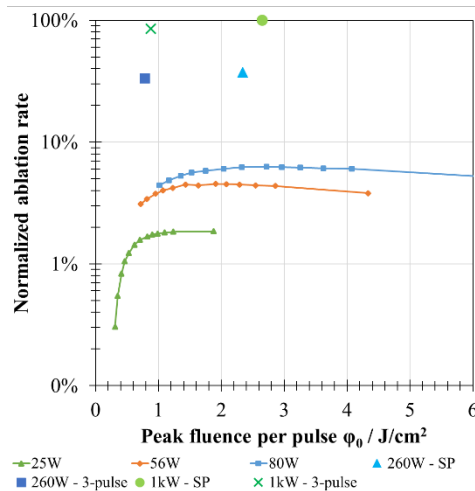 100%
10%
1%
0%
Normalized ablation rate
0 1 2 3 4 5 6
Peak fluence per pulse φ₀ / J/cm²
25W 56W 80W 260W - SP
260W - 3-pulse 1kW - SP 1kW - 3-pulse